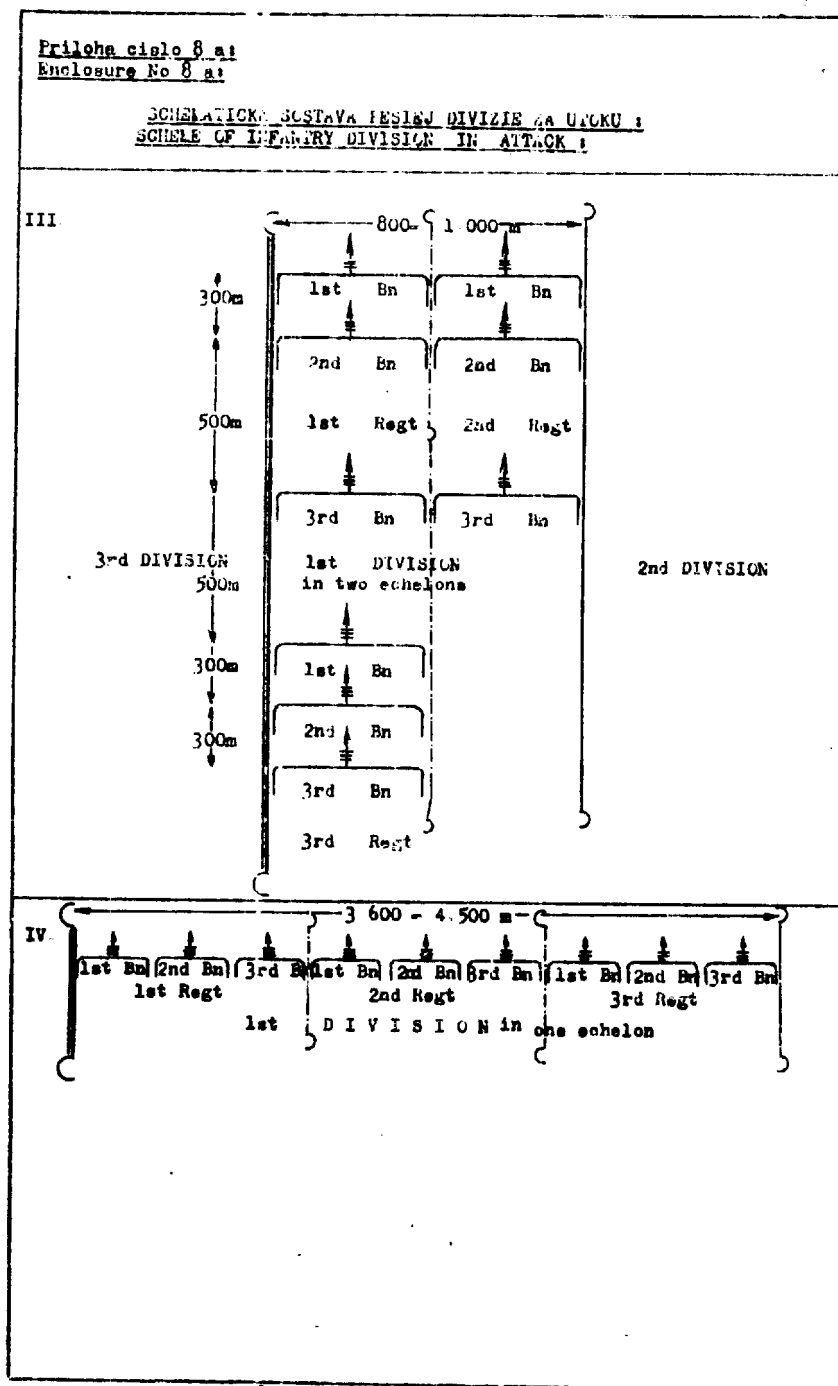 Priloha cislo 8 a:
Enclosure No 8 a:
SCHELATICKA SOSTAVA PESIEJ DIVIZIE ZA UTOKU :
SCHELE OF INFANTRY DIVISION IN ATTACK :
III
800- 1 000 m
300m
1st Bn 1st Bn
2nd Bn 2nd Bn
500m
1st Regt 2nd Regt
3rd Bn 3rd Bn
3rd DIVISION 1st DIVISION 2nd DIVISION
500m in two echelons
300m
1st Bn
300m
2nd Bn
3rd Bn
3rd Regt
IV
3 600 - 4.500 m
1st Bn 2nd Bn 3rd Bn 1st Bn 2nd Bn 3rd Bn 1st Bn 2nd Bn 3rd Bn
1st Regt 2nd Regt 3rd Regt
1st D I V I S I O N in one echelon